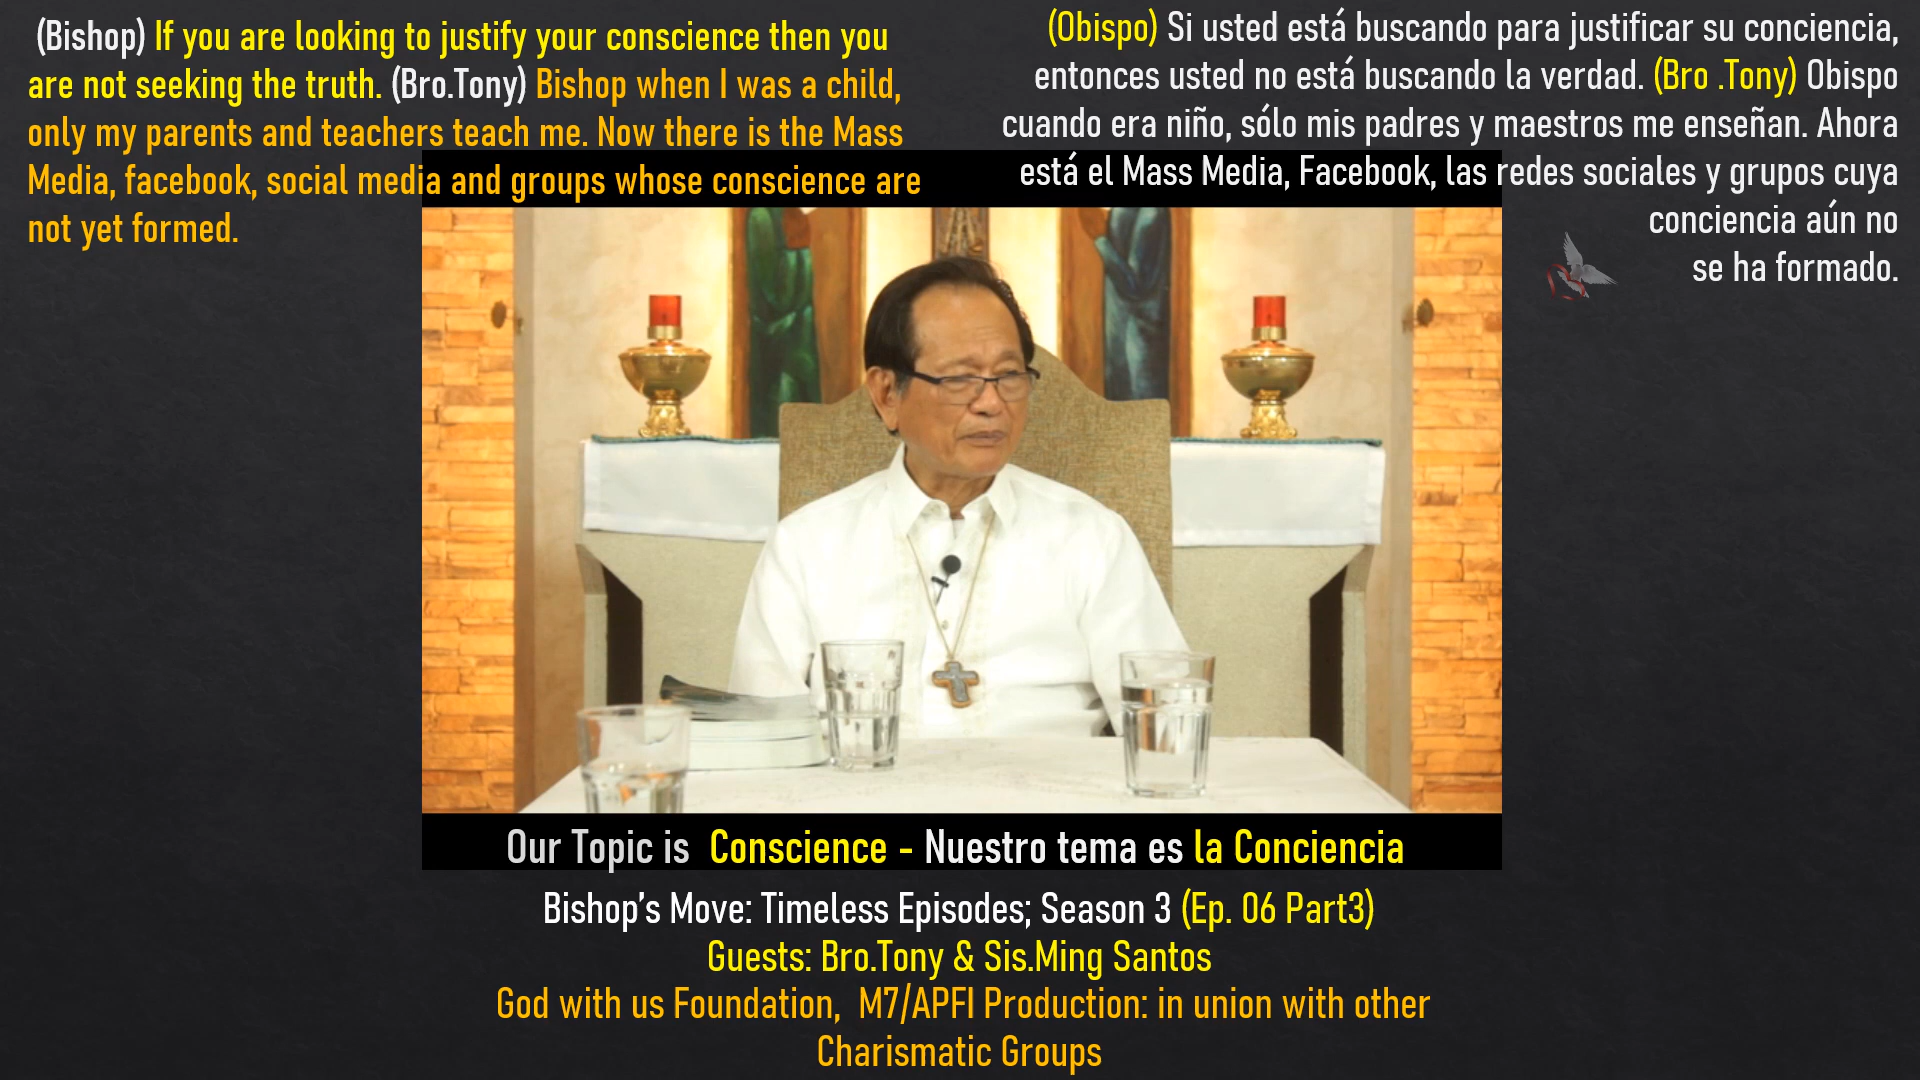 (Bishop) If you are looking to justify your conscience then you
are not seeking the truth. (Bro.Tony) Bishop when I was a child,
only my parents and teachers teach me. Now there is the Mass
Media, facebook, social media and groups whose conscience are
not yet formed.
(Obispo) Si usted está buscando para justificar su conciencia,
entonces usted no está buscando la verdad. (Bro .Tony) Obispo
cuando era niño, sólo mis padres y maestros me enseñan. Ahora
está el Mass Media, Facebook, las redes sociales y grupos cuya
conciencia aún no
se ha formado.
Our Topic is Conscience - Nuestro tema es la Conciencia
Bishop’s Move: Timeless Episodes; Season 3 (Ep. 06 Part3)
Guests: Bro.Tony & Sis.Ming Santos
God with us Foundation, M7/APFI Production: in union with other
Charismatic Groups